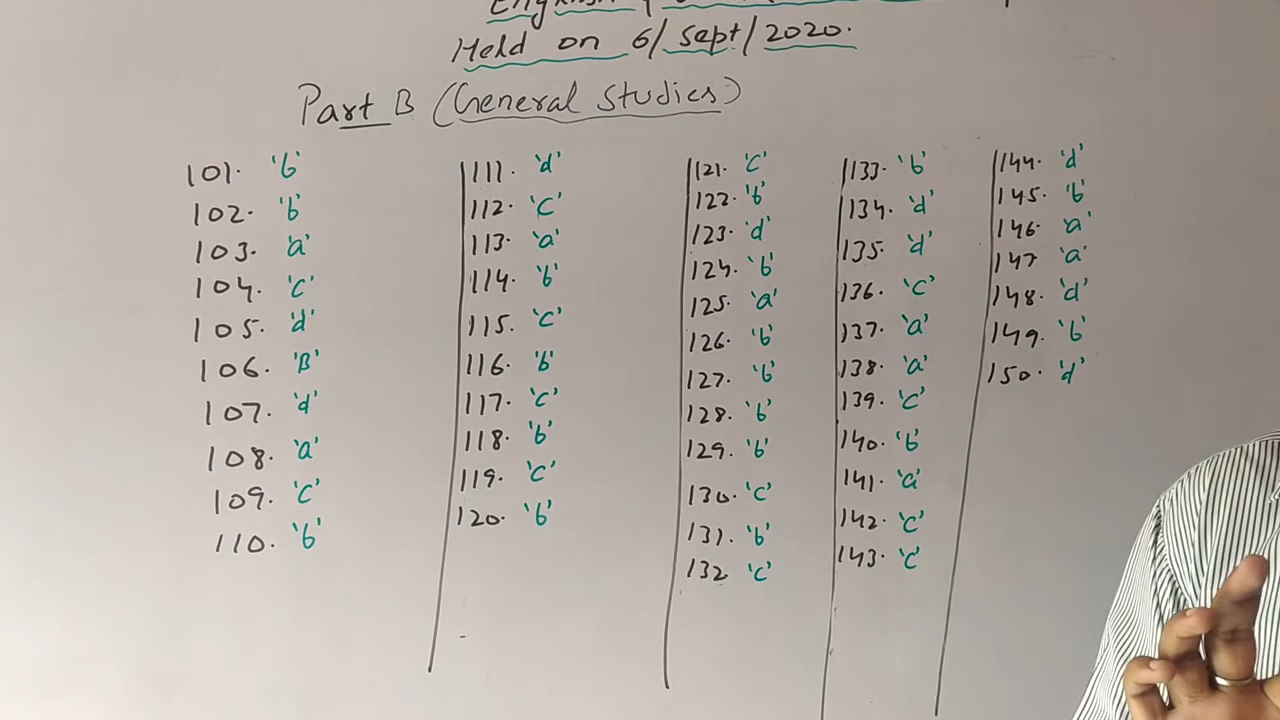 Held on 6/Sept/2020.
Part B (General Studies)
101. 'b'
102. 'b'
103. 'a'
104. 'c'
105. 'd'
106. 'B'
107. 'd'
108. 'a'
109. 'c'
110. 'b'
111. 'd'
112. 'c'
113. 'a'
114. 'b'
115. 'c'
116. 'b'
117. 'c'
118. 'b'
119. 'c'
120. 'b'
121. 'c'
122. 'b'
123. 'd'
124. 'b'
125. 'a'
126. 'b'
127. 'b'
128. 'b'
129. 'b'
130. 'c'
131. 'b'
132 'c'
133. 'b'
134. 'd'
135. 'd'
136. 'c'
137. 'a'
138. 'a'
139. 'c'
140. 'b'
141. 'a'
142. 'c'
143. 'c'
144. 'd'
145. 'b'
146. 'a'
147 'a'
148. 'd'
149. 'b'
150. 'd'